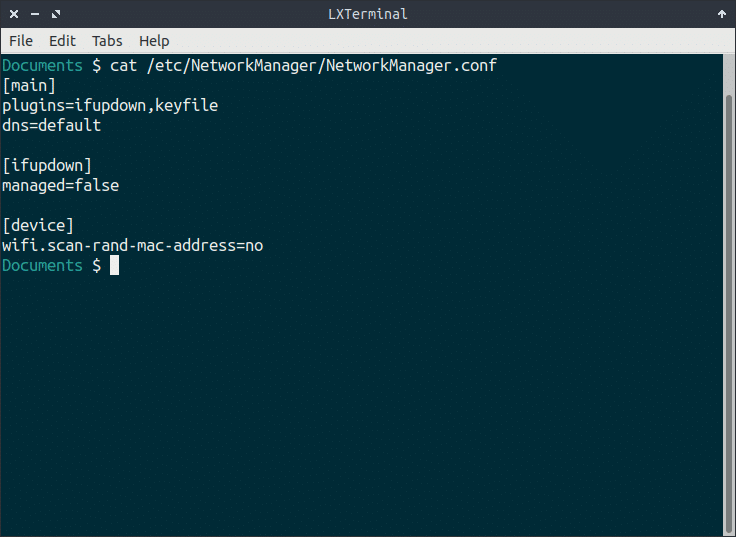 LXTerminal
File Edit Tabs Help
Documents $ cat /etc/NetworkManager/NetworkManager.conf
[main]
plugins=ifupdown,keyfile
dns=default
[ifupdown]
managed=false
[device]
wifi.scan-rand-mac-address=no
Documents $